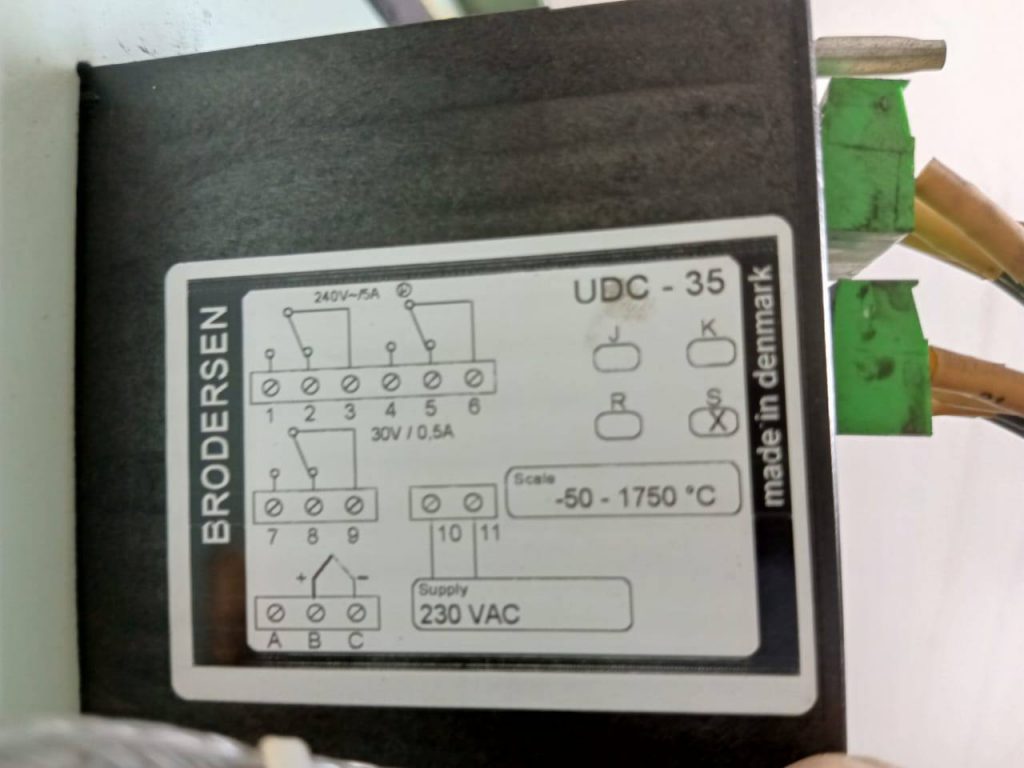 BRODERSEN
240V~/5A
1 2 3 4 5 6
30V / 0,5A
7 8 9
10 11
+ -
A B C
Supply
230 VAC
UDC - 35
J K
R S
X
Scale
-50 - 1750 °C
made in denmark